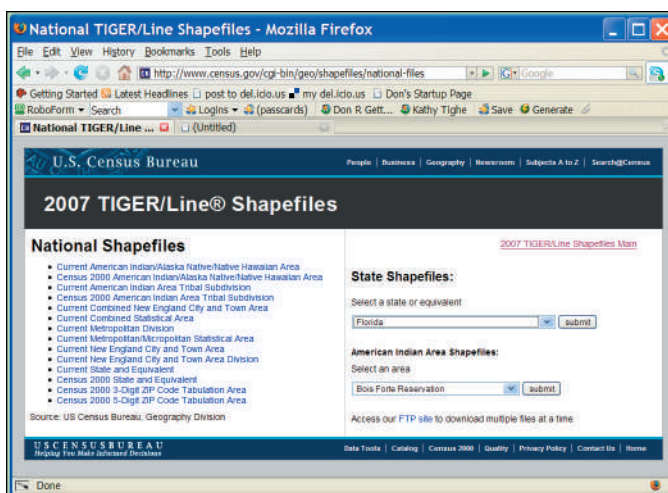 National TIGER/Line Shapefiles - Mozilla Firefox
File Edit View History Bookmarks Tools Help
http://www.census.gov/cgi-bin/geo/shapefiles/national-files
Google
Getting Started Latest Headlines post to del.icio.us my del.icio.us Don's Startup Page
RoboForm Search Logins (passcards) Don R Gett... Kathy Tighe Save Generate
National TIGER/Line ... (Untitled)
U.S. Census Bureau
People | Business | Geography | Newsroom | Subjects A to Z | Search@Census
2007 TIGER/Line® Shapefiles
National Shapefiles
Current American Indian/Alaska Native/Native Hawaiian Area
Census 2000 American Indian/Alaska Native/Native Hawaiian Area
Current American Indian Area Tribal Subdivision
Census 2000 American Indian Area Tribal Subdivision
Current Combined New England City and Town Area
Current Combined Statistical Area
Current Metropolitan Division
Current Metropolitan/Micropolitan Statistical Area
Current New England City and Town Area
Current New England City and Town Area Division
Current State and Equivalent
Census 2000 State and Equivalent
Census 2000 3-Digit ZIP Code Tabulation Area
Census 2000 5-Digit ZIP Code Tabulation Area
Source: US Census Bureau, Geography Division
2007 TIGER/Line Shapefiles Main
State Shapefiles:
Select a state or equivalent
Florida submit
American Indian Area Shapefiles:
Select an area
Bois Forte Reservation submit
Access our FTP site to download multiple files at a time.
USCENSUSBUREAU
Helping You Make Informed Decisions
Data Tools | Catalog | Census 2000 | Quality | Privacy Policy | Contact Us | Home
Done